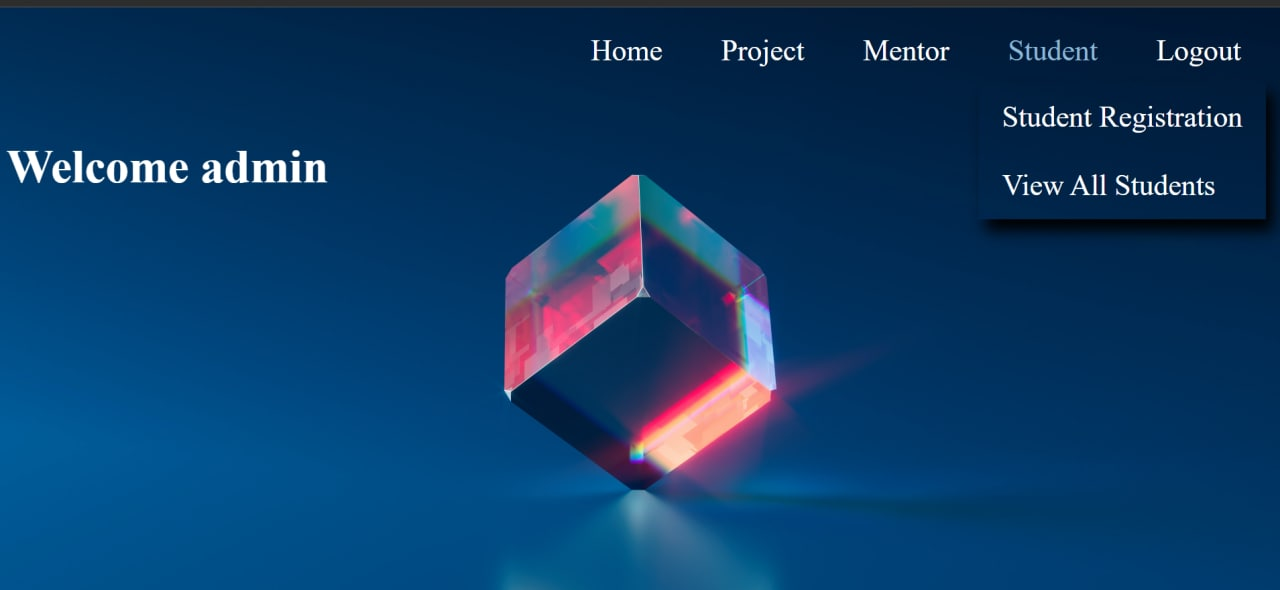 Home Project Mentor Student Logout
Student Registration
Welcome admin
View All Students